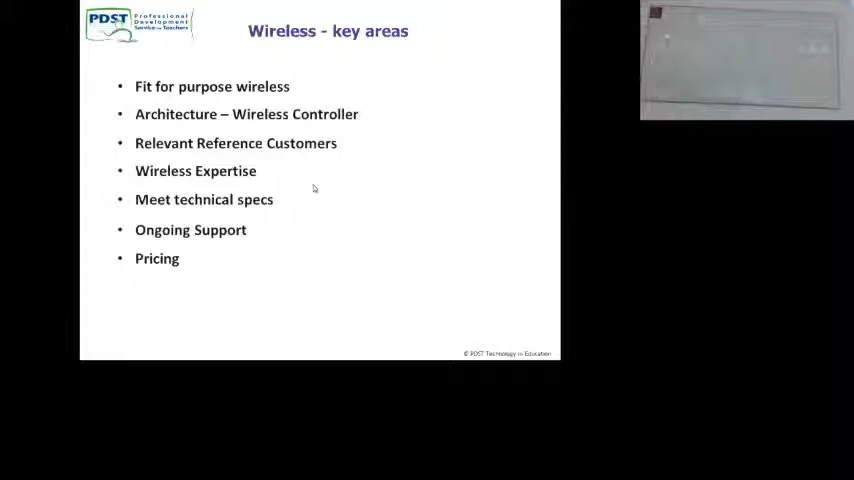 PDST
Professional
Development
Service for Teachers
Wireless - key areas
• Fit for purpose wireless
• Architecture – Wireless Controller
• Relevant Reference Customers
• Wireless Expertise
• Meet technical specs
• Ongoing Support
• Pricing
© PDST Technology in Education